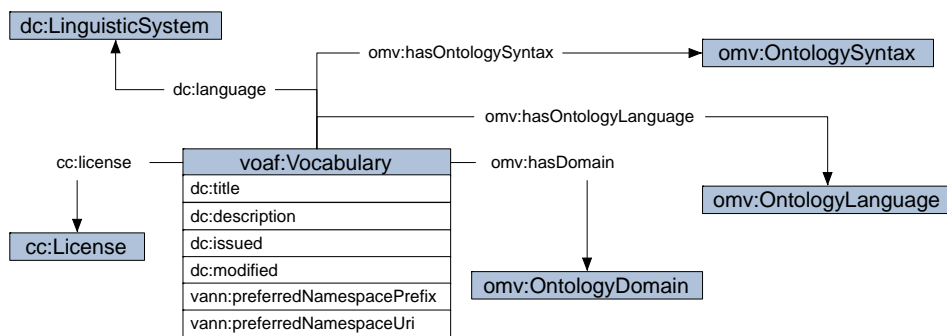 dc:LinguisticSystem
omv:hasOntologySyntax
omv:OntologySyntax
dc:language
omv:hasOntologyLanguage
cc:license
voaf:Vocabulary
omv:hasDomain
dc:title
dc:description
omv:OntologyLanguage
dc:issued
cc:License
dc:modified
omv:OntologyDomain
vann:preferredNamespacePrefix
vann:preferredNamespaceUri